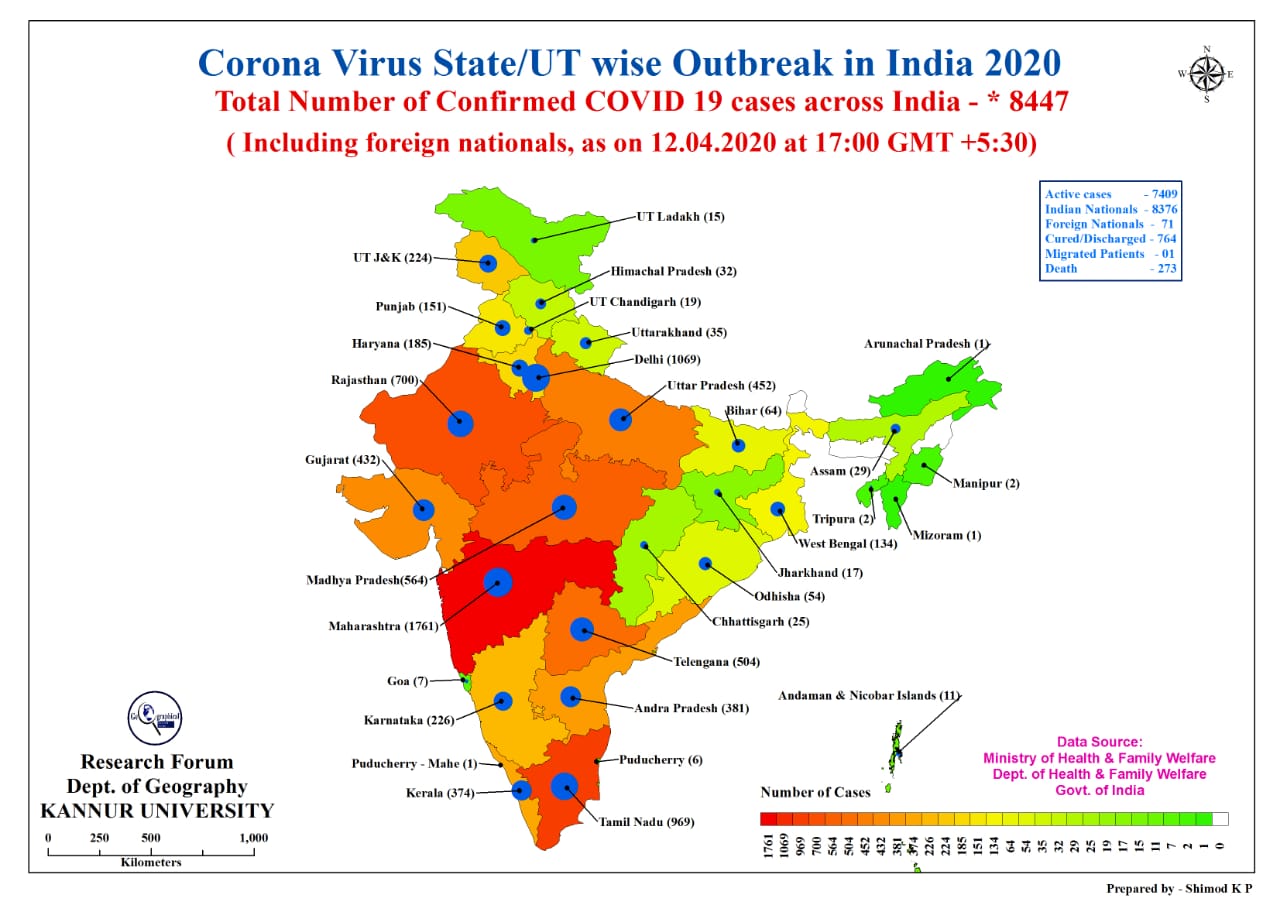 Corona Virus State/UT wise Outbreak in India 2020
Total Number of Confirmed COVID 19 cases across India - * 8447
( Including foreign nationals, as on 12.04.2020 at 17:00 GMT +5:30)
N
W E
S
Active cases - 7409
Indian Nationals - 8376
Foreign Nationals - 71
Cured/Discharged - 764
Migrated Patients - 01
Death - 273
UT Ladakh (15)
UT J&K (224)
Himachal Pradesh (32)
UT Chandigarh (19)
Punjab (151)
Uttarakhand (35)
Haryana (185)
Delhi (1069)
Arunachal Pradesh (1)
Rajasthan (700)
Uttar Pradesh (452)
Bihar (64)
Gujarat (432)
Assam (29)
Manipur (2)
Tripura (2)
Mizoram (1)
West Bengal (134)
Jharkhand (17)
Madhya Pradesh(564)
Odhisha (54)
Chhattisgarh (25)
Maharashtra (1761)
Telengana (504)
Goa (7)
Andaman & Nicobar Islands (11)
Andra Pradesh (381)
Karnataka (226)
Puducherry - Mahe (1)
Puducherry (6)
Kerala (374)
Tamil Nadu (969)
Research Forum
Dept. of Geography
KANNUR UNIVERSITY
0 250 500 1,000
Kilometers
Data Source:
Ministry of Health & Family Welfare
Dept. of Health & Family Welfare
Govt. of India
Number of Cases
1761 1069 969 700 564 504 452 432 381 374 226 224 185 151 134 64 54 35 32 29 25 19 17 15 11 7 2 1 0
Prepared by - Shimod K P